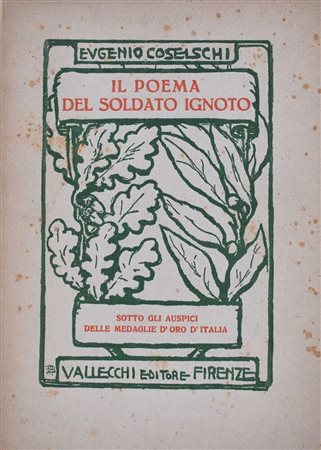 EVGENIO COSELSCHI
IL POEMA
DEL SOLDATO IGNOTO
SOTTO GLI AUSPICI
DELLE MEDAGLIE D'ORO D'ITALIA
VALLECCHI EDITORE - FIRENZE